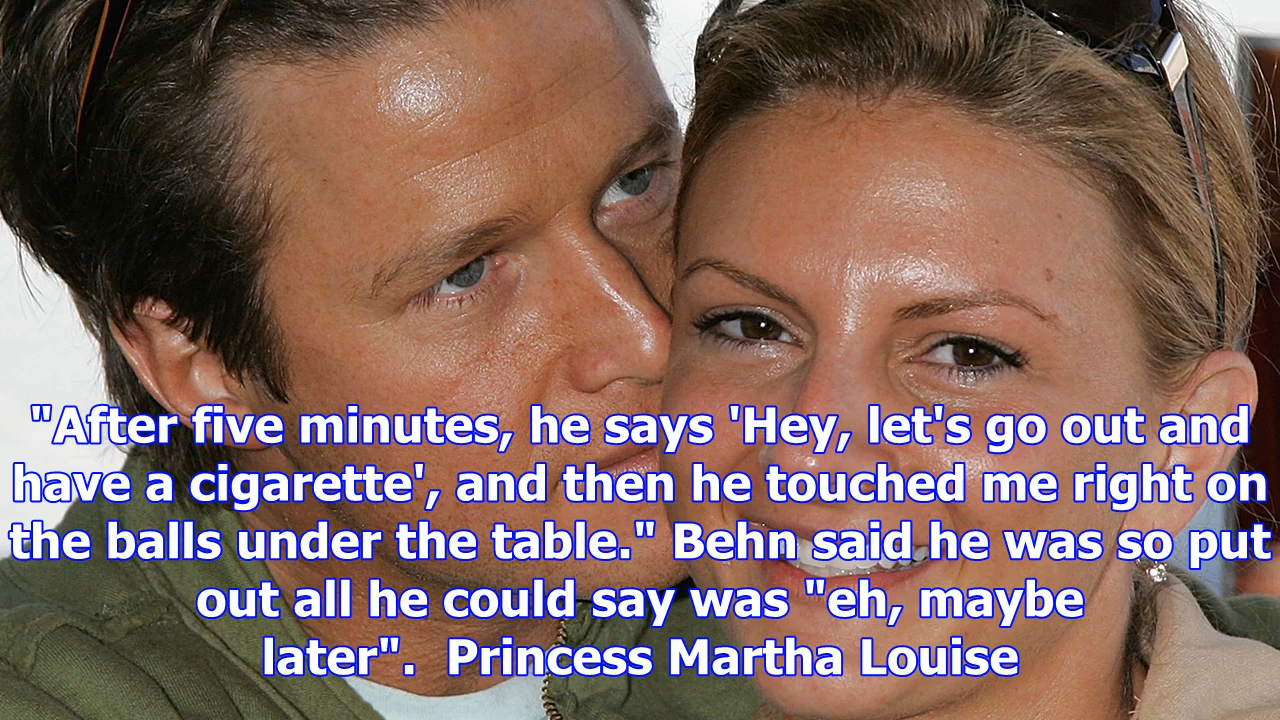 "After five minutes, he says 'Hey, let's go out and
have a cigarette', and then he touched me right on
the balls under the table." Behn said he was so put
out all he could say was "eh, maybe
later".  Princess Martha Louise